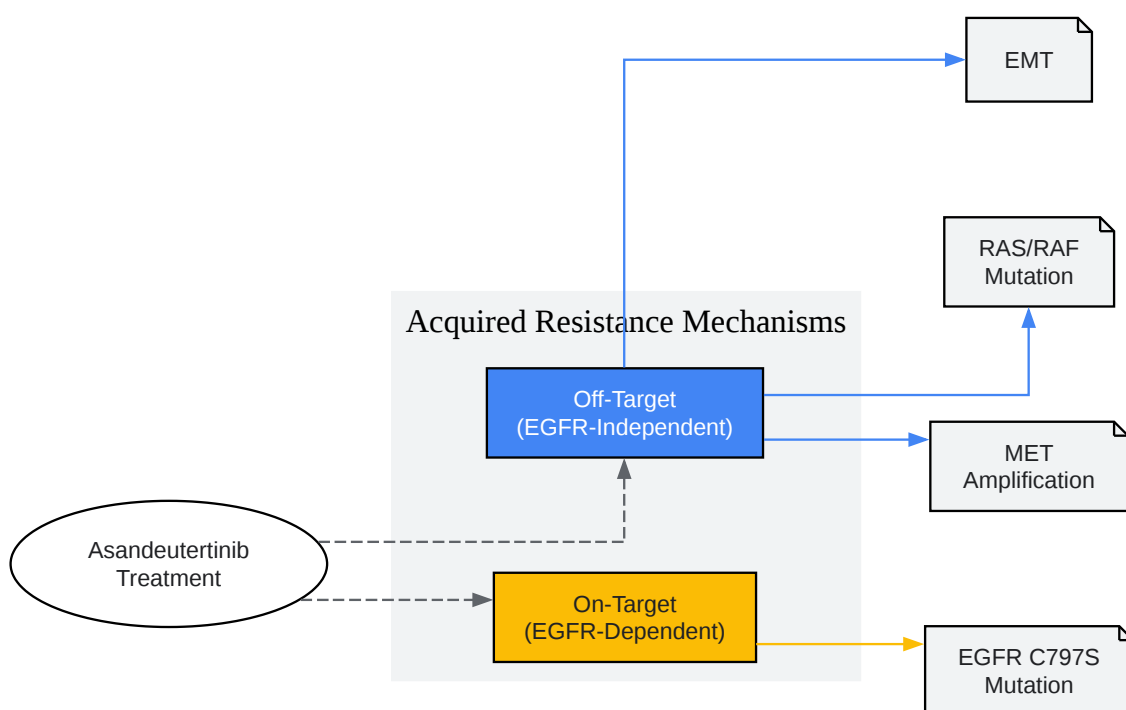 EMT
RAS/RAF
Mutation
Acquired Resistance Mechanisms
Off-Target
(EGFR-Independent)
MET
Amplification
Asandeutertinib
Treatment
On-Target
(EGFR-Dependent)
EGFR C797S
Mutation